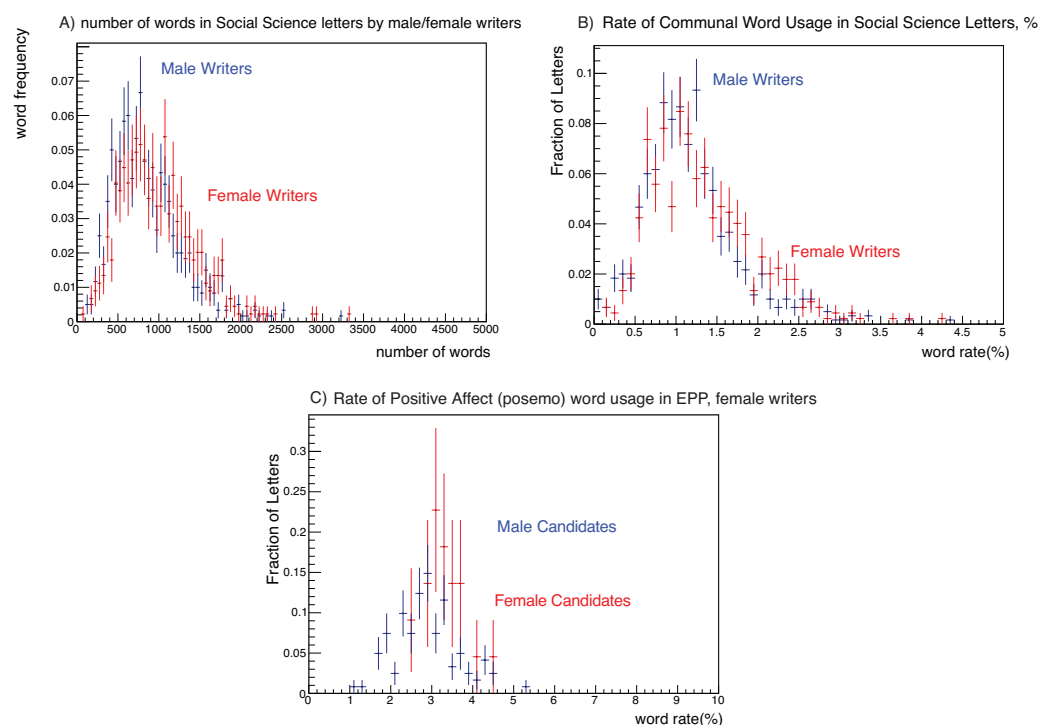 A) number of words in Social Science letters by male/female writers
word frequency
0.07
0.06
0.05
0.04
0.03
0.02
0.01
0
Male Writers
Female Writers
0 500 1000 1500 2000 2500 3000 3500 4000 4500 5000
number of words
B) Rate of Communal Word Usage in Social Science Letters, %
Fraction of Letters
0.1
0.08
0.06
0.04
0.02
0
Male Writers
Female Writers
0 0.5 1 1.5 2 2.5 3 3.5 4 4.5 5
word rate(%)
C) Rate of Positive Affect (posemo) word usage in EPP, female writers
Fraction of Letters
0.3
0.25
0.2
0.15
0.1
0.05
0
Male Candidates
Female Candidates
0 1 2 3 4 5 6 7 8 9 10
word rate(%)